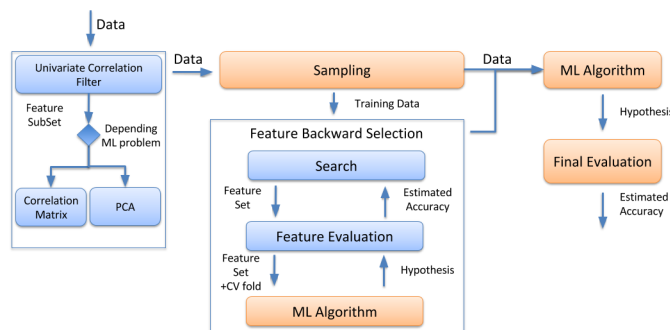 Data
Univariate Correlation
Filter
Feature
SubSet
Depending
ML problem
Correlation
Matrix
PCA
Data
Sampling
Training Data
Feature Backward Selection
Search
Feature
Set
Estimated
Accuracy
Feature Evaluation
Feature
Set
+CV fold
Hypothesis
ML Algorithm
Data
ML Algorithm
Hypothesis
Final Evaluation
Estimated
Accuracy